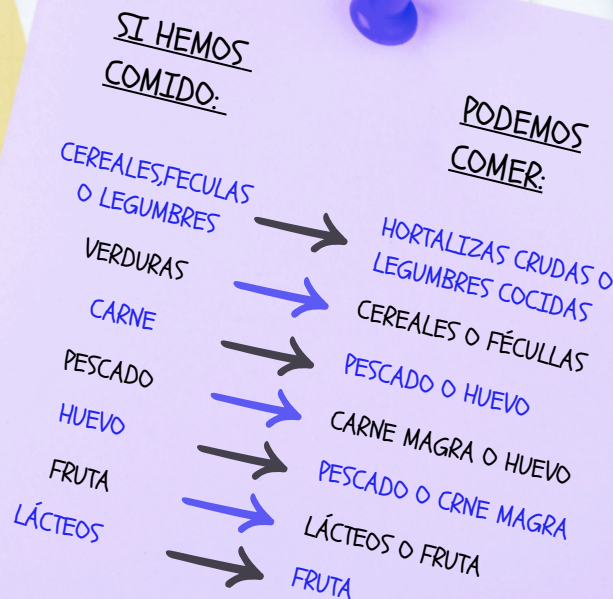 SI HEMOS
COMIDO:
PODEMOS
COMER:
CEREALES,FECULAS
O LEGUMBRES
HORTALIZAS CRUDAS O
LEGUMBRES COCIDAS
VERDURAS
CEREALES O FÉCULLAS
CARNE
PESCADO O HUEVO
PESCADO
CARNE MAGRA O HUEVO
HUEVO
PESCADO O CRNE MAGRA
FRUTA
LÁCTEOS O FRUTA
LÁCTEOS
FRUTA